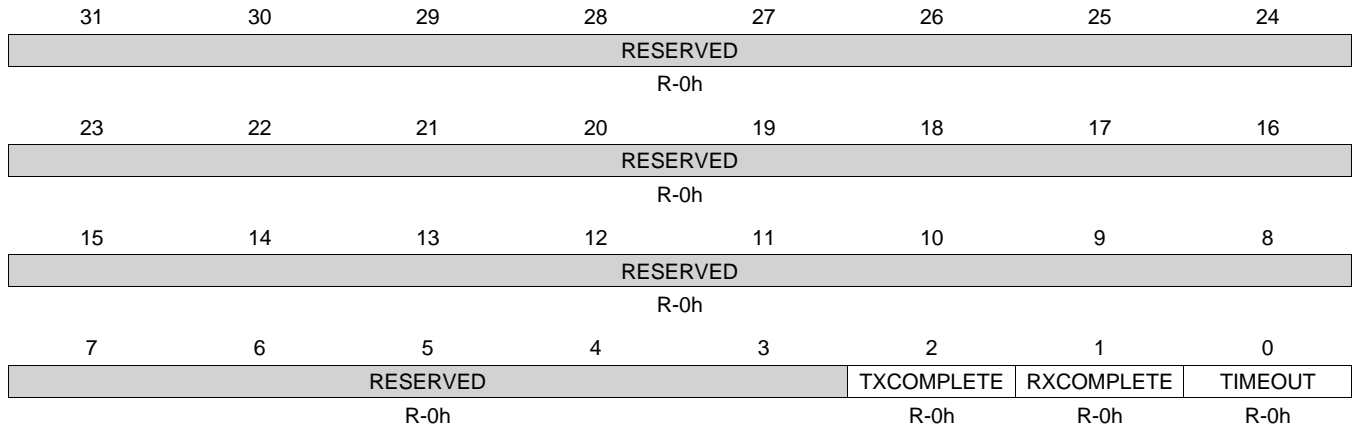 31 30 29 28 27 26 25 24
RESERVED
R-0h
23 22 21 20 19 18 17 16
RESERVED
R-0h
15 14 13 12 11 10 9 8
RESERVED
R-0h
7 6 5 4 3 2 1 0
RESERVED TXCOMPLETE RXCOMPLETE TIMEOUT
R-0h R-0h R-0h R-0h